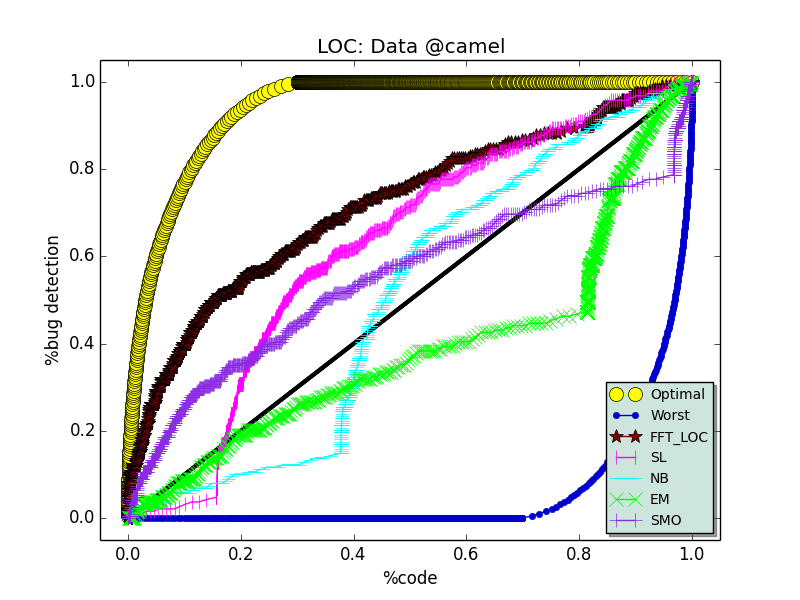 LOC: Data @camel
%bug detection
1.0
0.8
0.6
0.4
0.2
0.0
0.0 0.2 0.4 0.6 0.8 1.0
%code
Optimal
Worst
FFT_LOC
SL
NB
EM
SMO